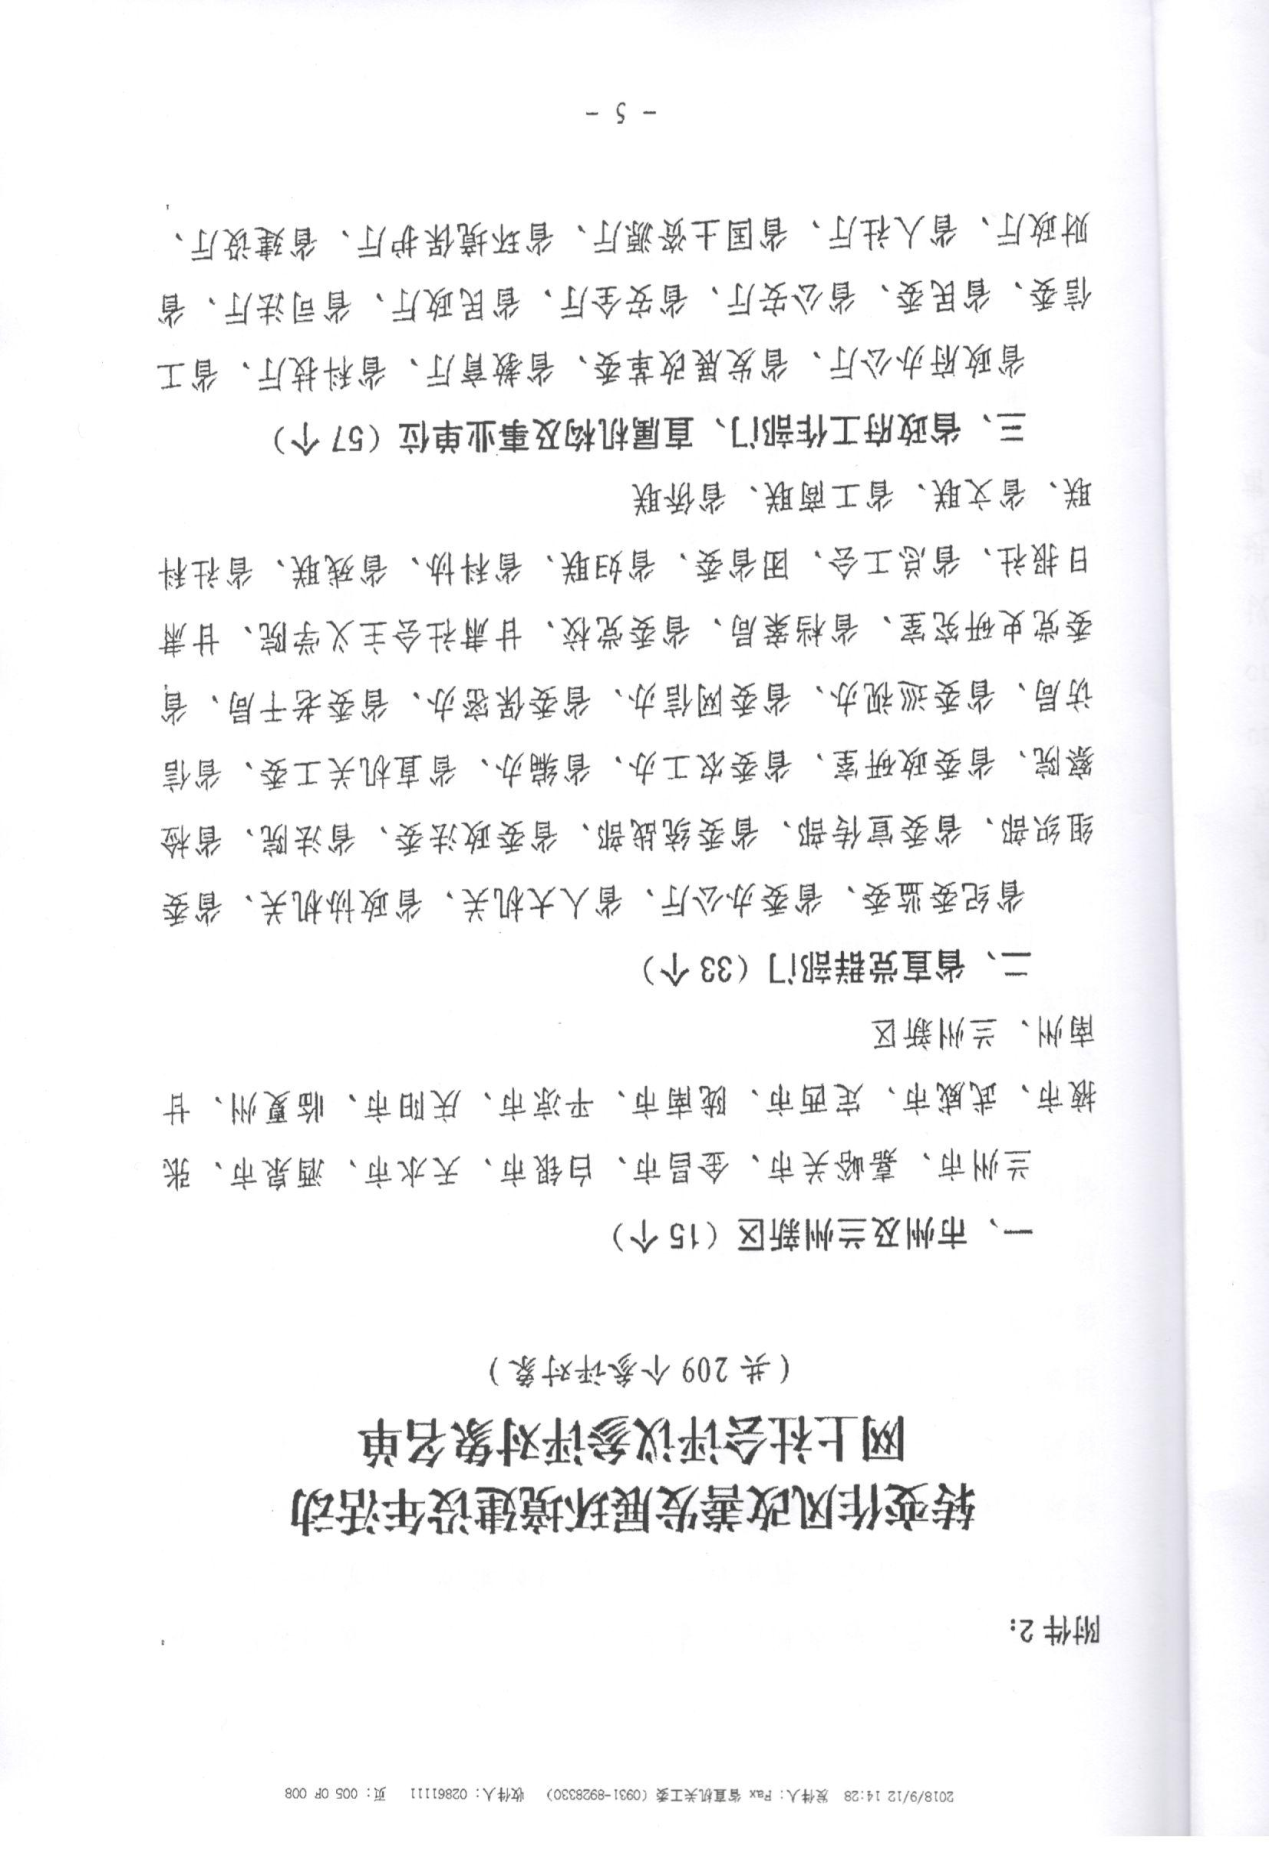 2018/9/12 14:28 发件人：Fax 省直机关工委 (0931-8928330) 收件人：02861111 页：005 OF 008
附件 2：
转变作风改善发展环境建设年活动
网上社会评议参评对象名单
（共 209 个参评对象）
一、市州及兰州新区（15 个）
兰州市、嘉峪关市、金昌市、白银市、天水市、酒泉市、张
掖市、武威市、定西市、陇南市、平凉市、庆阳市、临夏州、甘
南州、兰州新区
二、省直党群部门（33 个）
省纪委监委、省委办公厅、省人大机关、省政协机关、省委
组织部、省委宣传部、省委统战部、省委政法委、省法院、省检
察院、省委政研室、省委农工办、省编办、省直机关工委、省信
访局、省委巡视办、省委网信办、省委保密办、省委老干局、省
委党史研究室、省档案局、省委党校、甘肃社会主义学院、甘肃
日报社、省总工会、团省委、省妇联、省科协、省残联、省社科
联、省文联、省工商联、省侨联
三、省政府工作部门、直属机构及事业单位（57 个）
省政府办公厅、省发展改革委、省教育厅、省科技厅、省工
信委、省民委、省公安厅、省安全厅、省民政厅、省司法厅、省
财政厅、省人社厅、省国土资源厅、省环境保护厅、省建设厅、
- 5 -